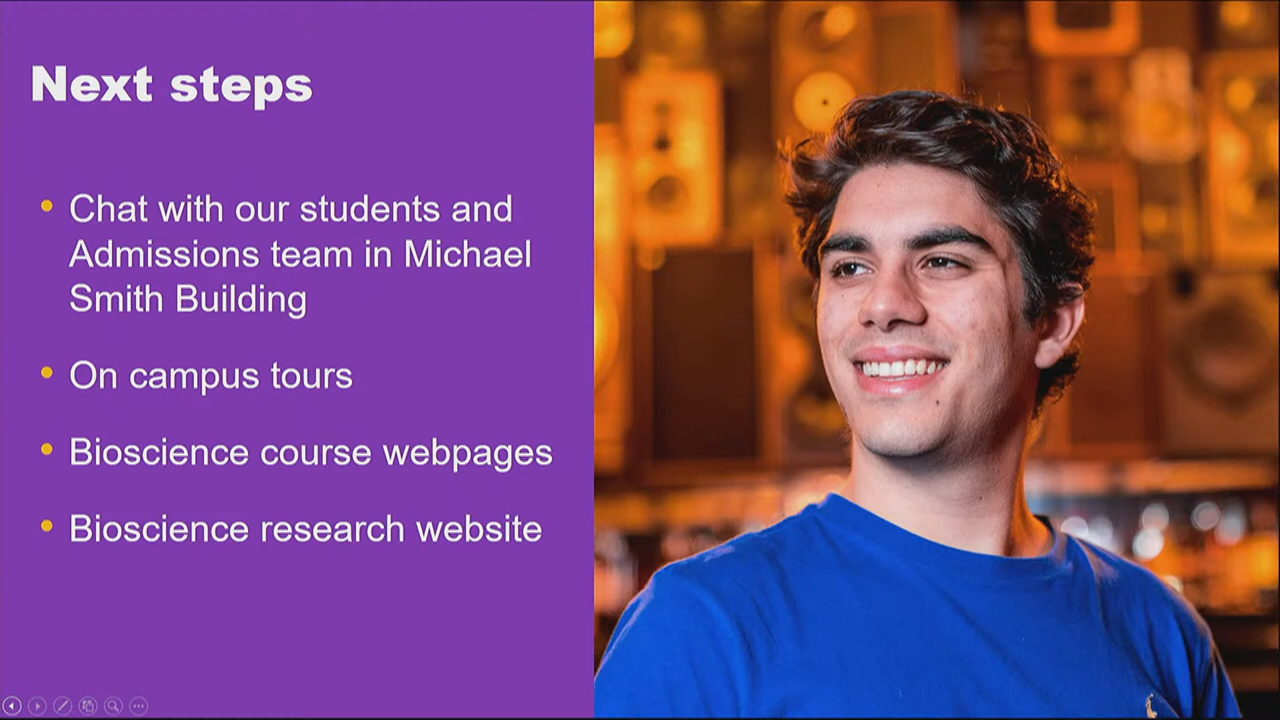 Next steps
• Chat with our students and
Admissions team in Michael
Smith Building
• On campus tours
• Bioscience course webpages
• Bioscience research website